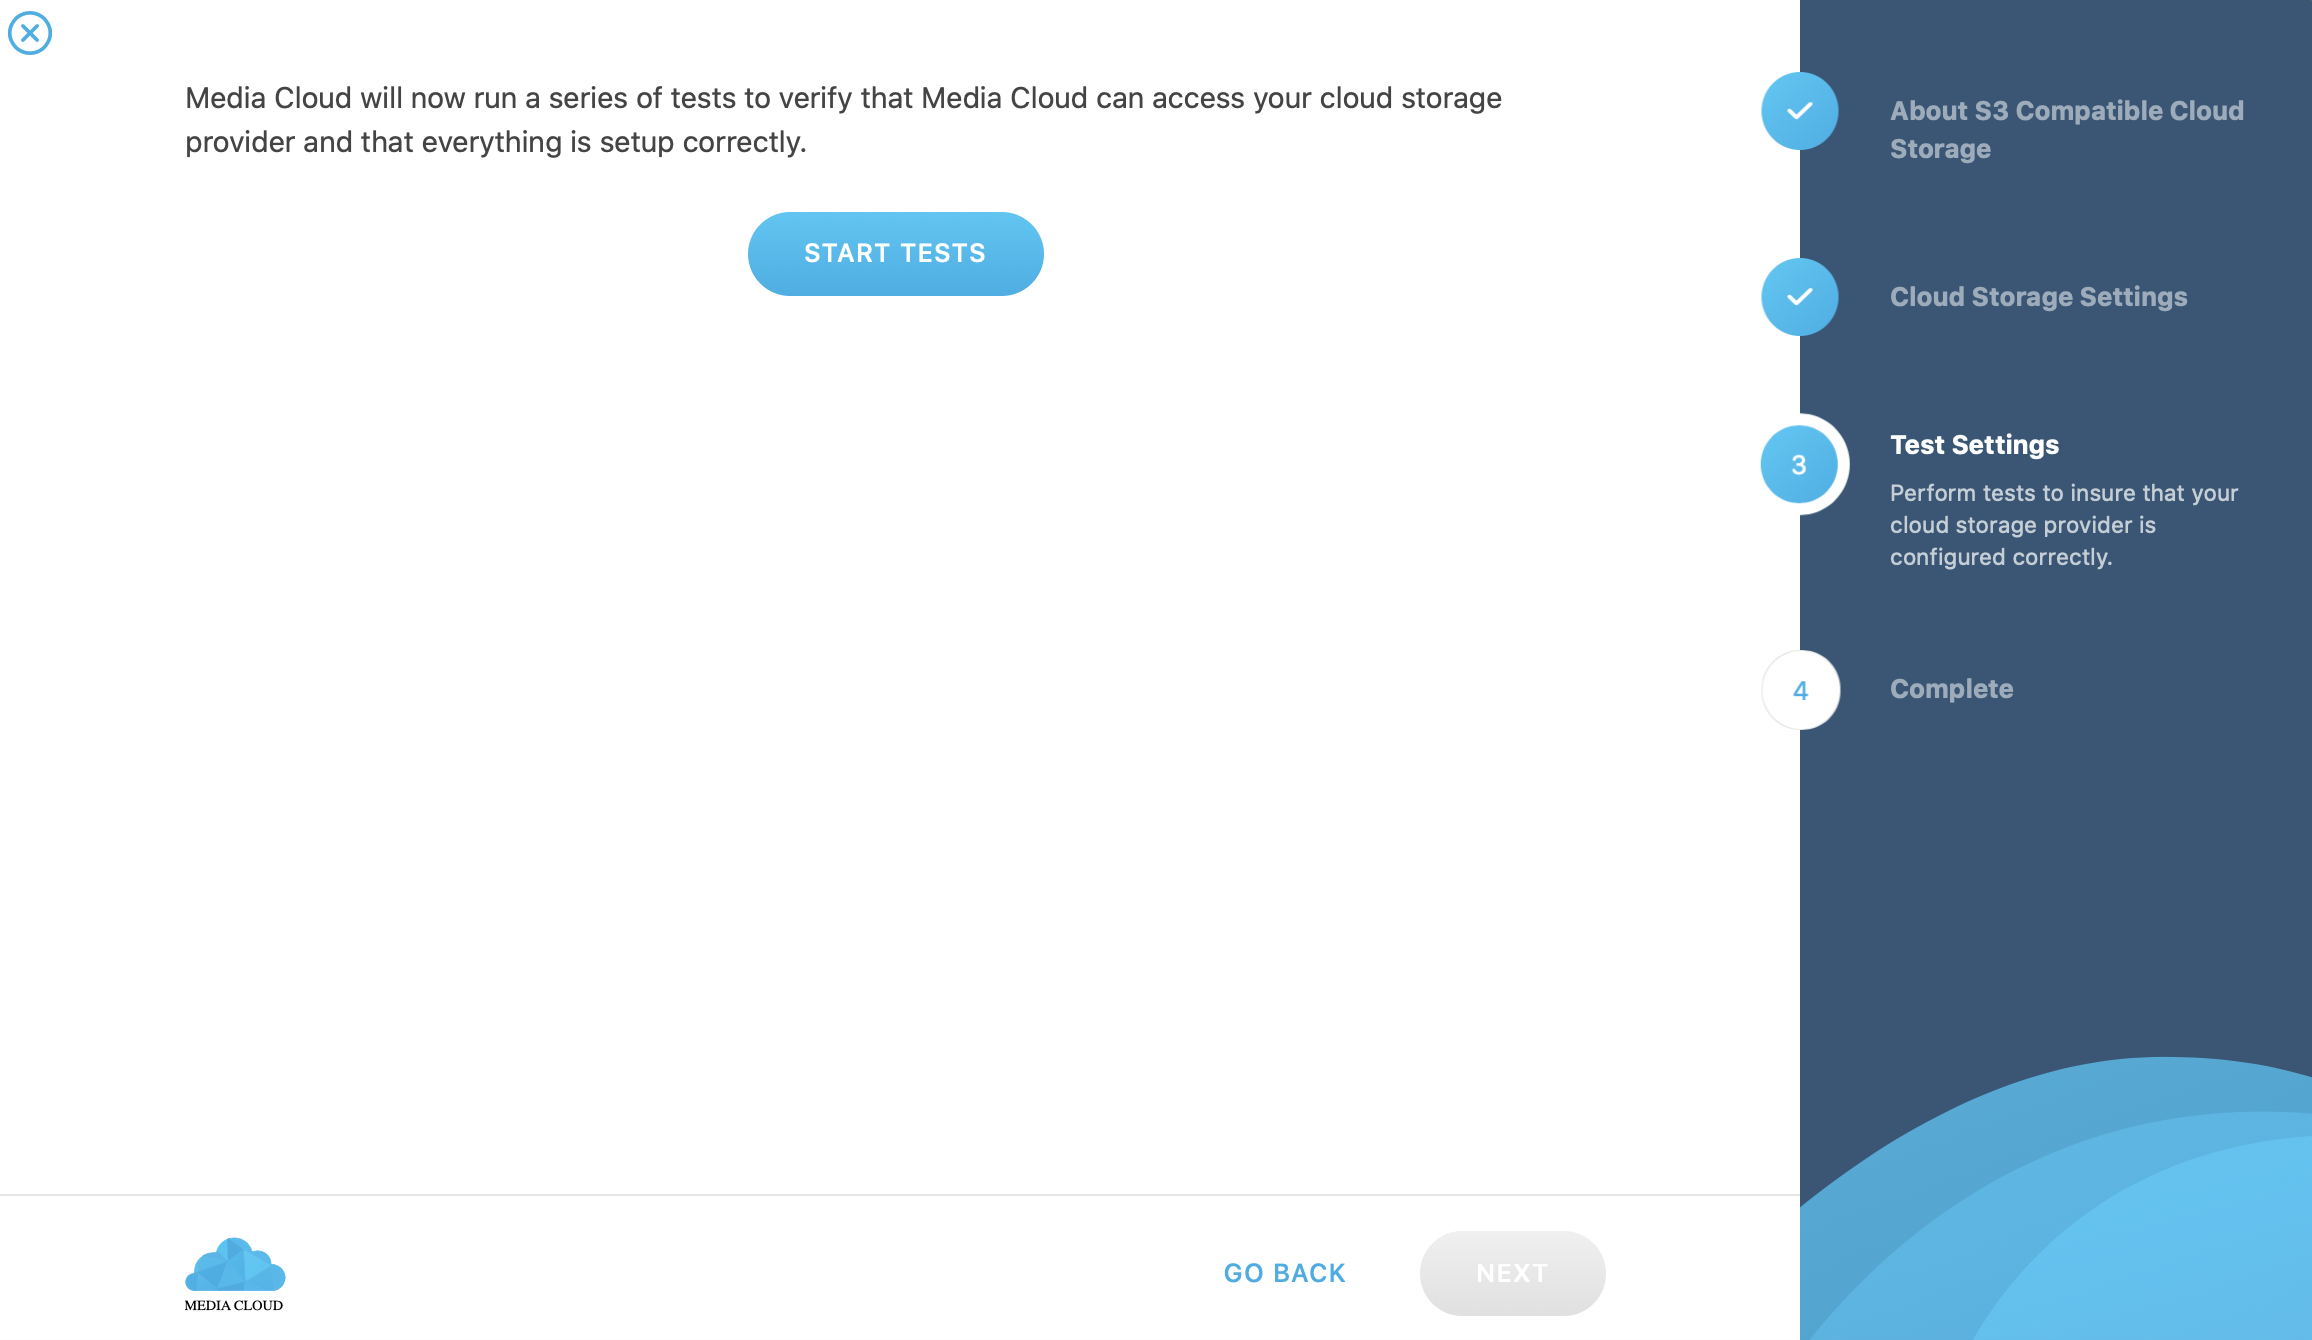 Media Cloud will now run a series of tests to verify that Media Cloud can access your cloud storage
provider and that everything is setup correctly.
START TESTS
About S3 Compatible Cloud
Storage
Cloud Storage Settings
3
Test Settings
Perform tests to insure that your
cloud storage provider is
configured correctly.
4
Complete
MEDIA CLOUD
GO BACK
NEXT